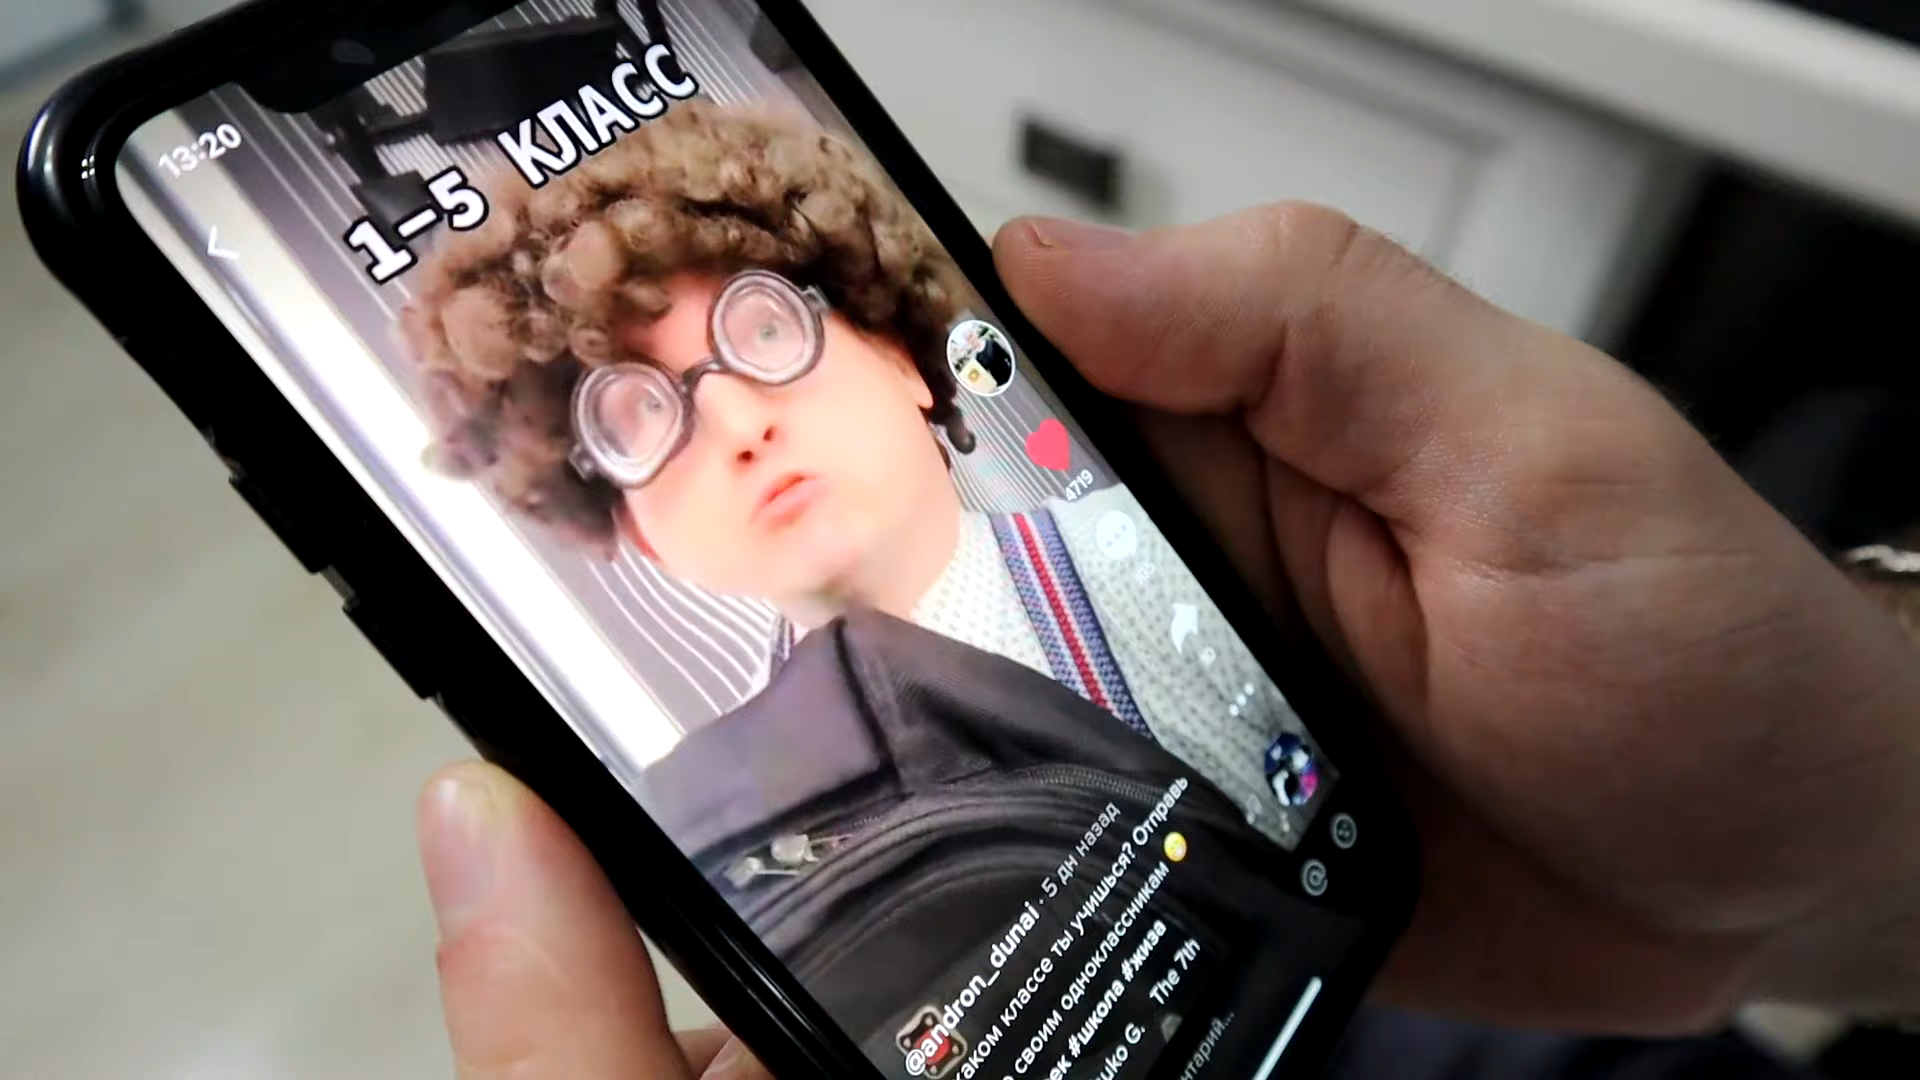 13:20
1-5 КЛАСС
4719
@andron_dunai · 5 дн назад
каком классе ты учишься? Отправь
своим одноклассникам
#школа #жиза
G. The 7th